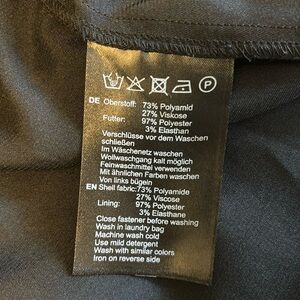 P
DE Oberstoff: 73% Polyamid
27% Viskose
Futter: 97% Polyester
3% Elasthan
Verschlüsse vor dem Waschen
schließen
Im Wäschenetz waschen
Wollwaschgang kalt möglich
Feinwaschmittel verwenden
Mit ähnlichen Farben waschen
Von links bügeln
EN Shell fabric: 73% Polyamide
27% Viscose
Lining: 97% Polyester
3% Elasthane
Close fastener before washing
Wash in laundry bag
Machine wash cold
Use mild detergent
Wash with similar colors
Iron on reverse side